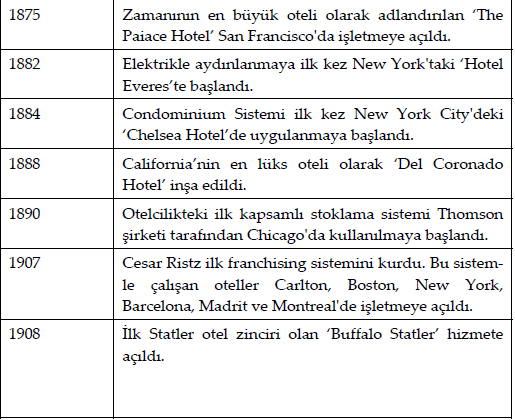 1875
Zamanının en büyük oteli olarak adlandırılan ‘The
Paiace Hotel’ San Francisco'da işletmeye açıldı.
1882
Elektrikle aydınlanmaya ilk kez New York'taki ‘Hotel
Everes’te başlandı.
1884
Condominium Sistemi ilk kez New York City'deki
‘Chelsea Hotel’de uygulanmaya başlandı.
1888
California’nin en lüks oteli olarak ‘Del Coronado
Hotel’ inşa edildi.
1890
Otelcilikteki ilk kapsamlı stoklama sistemi Thomson
şirketi tarafından Chicago'da kullanılmaya başlandı.
1907
Cesar Ristz ilk franchising sistemini kurdu. Bu sistem-
le çalışan oteller Carlton, Boston, New York,
Barcelona, Madrit ve Montreal'de işletmeye açıldı.
1908
İlk Statler otel zinciri olan ‘Buffalo Statler’ hizmete
açıldı.